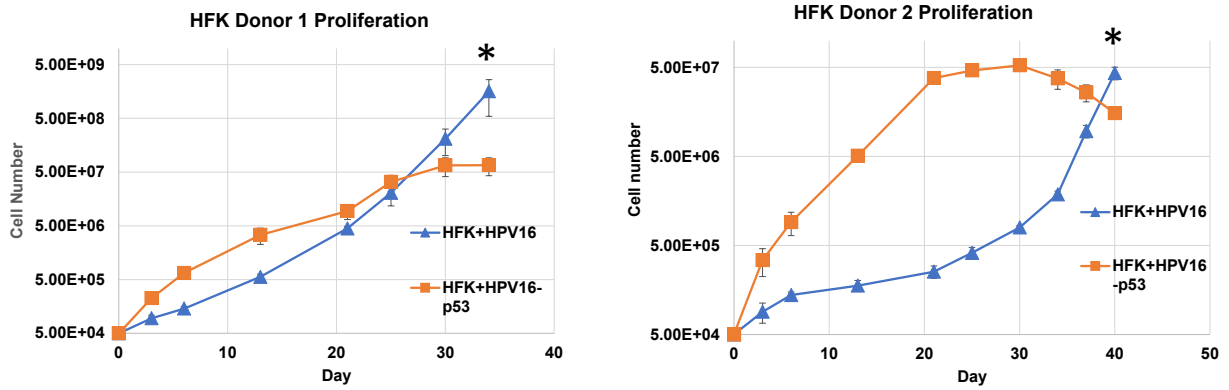 HFK Donor 1 Proliferation
*
5.00E+09
5.00E+08
5.00E+07
5.00E+06
5.00E+05
5.00E+04
Cell Number
0
10
20
30
40
Day
HFK+HPV16
HFK+HPV16-
p53
HFK Donor 2 Proliferation
*
5.00E+07
5.00E+06
5.00E+05
5.00E+04
Cell number
0
10
20
30
40
50
Day
HFK+HPV16
HFK+HPV16
-p53